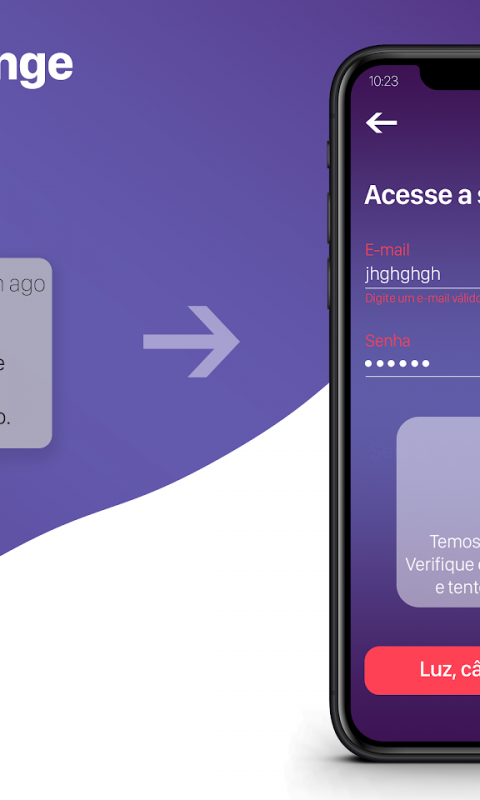 nge
10:23
Acesse a
n ago
E-mail
jhghghgh
Digite um e-mail válido
e
Senha
o.
Temos
Verifique
e tent
Luz, câ